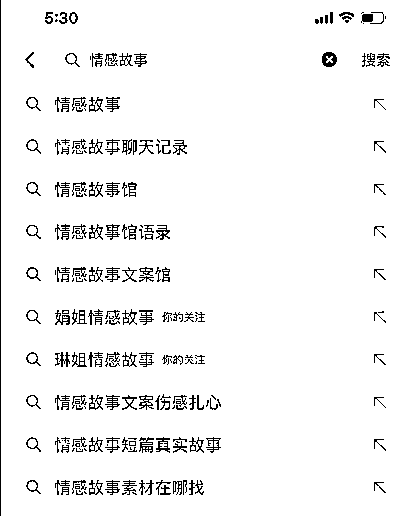 5:30
情感故事 搜索
情感故事
情感故事聊天记录
情感故事馆
情感故事馆语录
情感故事文案馆
娟姐情感故事 你的关注
琳姐情感故事 你的关注
情感故事文案伤感扎心
情感故事短篇真实故事
情感故事素材在哪找